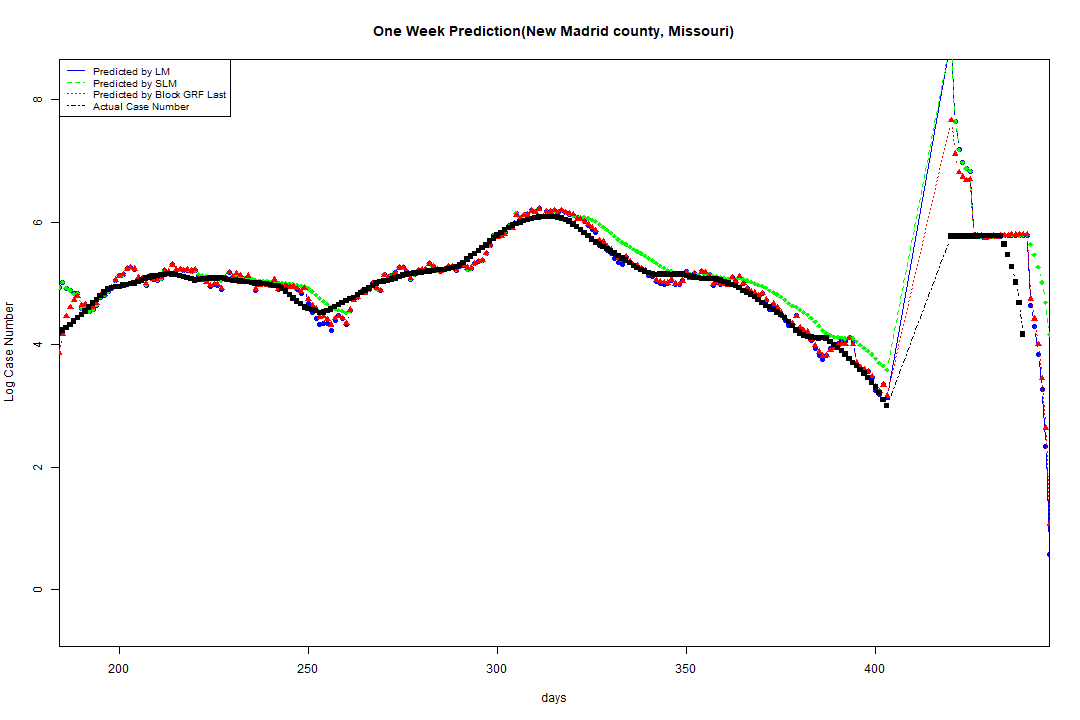 One Week Prediction(New Madrid county, Missouri)
Predicted by LM
Predicted by SLM
Predicted by Block GRF Last
Actual Case Number
Log Case Number
8
6
4
2
0
200
250
300
350
400
days